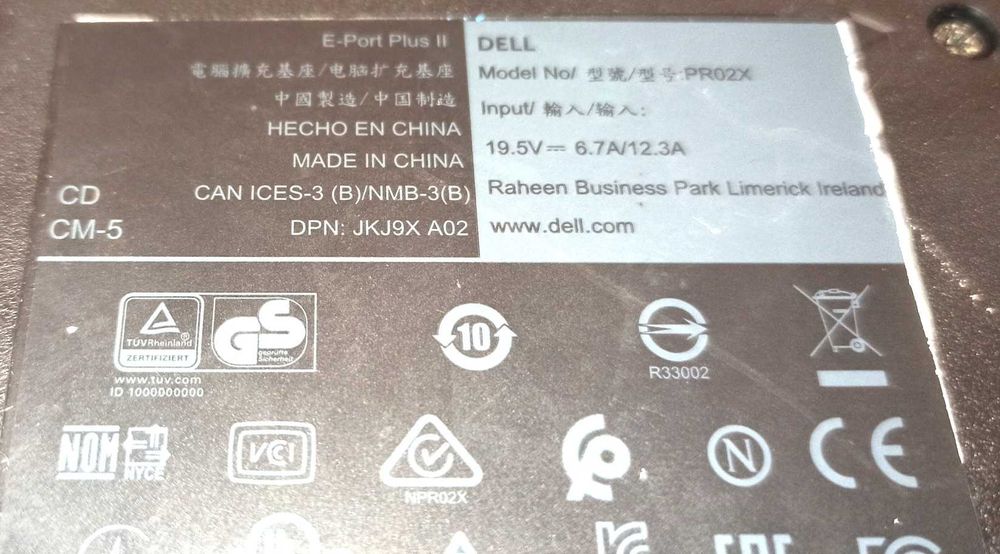 E-Port Plus II
電腦擴充基座/电脑扩充基座
中國製造/中国制造
HECHO EN CHINA
MADE IN CHINA
CD CAN ICES-3 (B)/NMB-3(B)
CM-5 DPN: JKJ9X A02
DELL
Model No/ 型號/型号:PR02X
Input/ 輸入/输入:
19.5V⎓ 6.7A/12.3A
Raheen Business Park Limerick Ireland
www.dell.com
TÜVRheinland
ZERTIFIZIERT
GS
geprüfte
Sicherheit
www.tuv.com
ID 1000000000
10
R33002
NOM
NYCE
VCI
NPR02X
N
CE